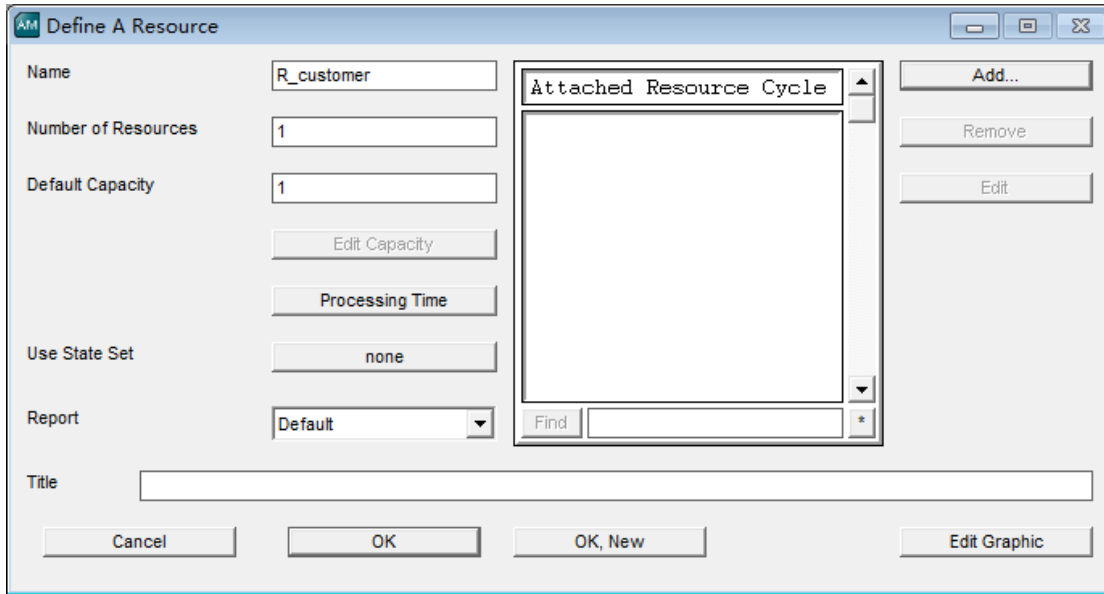 AM Define A Resource
Name R_customer
Attached Resource Cycle
Add...
Number of Resources 1
Remove
Default Capacity 1
Edit
Edit Capacity
Processing Time
Use State Set none
Report Default
Find *
Title
Cancel OK OK, New Edit Graphic